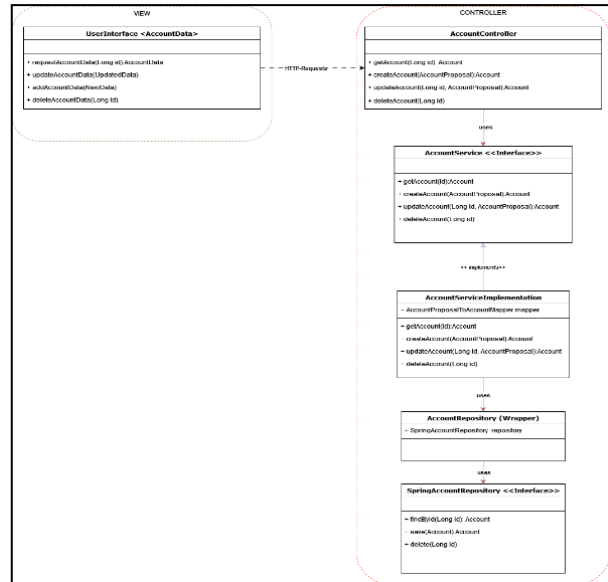 VIEW
UserInterface <AccountData>
+ requestAccountData(Long id):AccountData
+ updateAccountData(UpdatedData)
+ addAccountData(NewData)
+ deleteAccountData(Long id)
HTTP-Requests
CONTROLLER
AccountController
+ getAccount(Long id): Account
+ createAccount(AccountProposal):Account
+ updateAccount(Long id, AccountProposal):Account
+ deleteAccount(Long id)
uses
AccountService <<Interface>>
+ getAccount(id):Account
- createAccount(AccountProposal):Account
+ updateAccount(Long id, AccountProposal):Account
- deleteAccount(Long id)
<< implements>>
AccountServiceImplementation
- AccountProposalToAccountMapper mapper
+ getAccount(id):Account
- createAccount(AccountProposal):Account
+ updateAccount(Long id, AccountProposal):Account
- deleteAccount(Long id)
uses
AccountRepository (Wrapper)
- SpringAccountRepository repository
uses
SpringAccountRepository <<Interface>>
+ findById(Long id): Account
- save(Account):Account
+ delete(Long id)